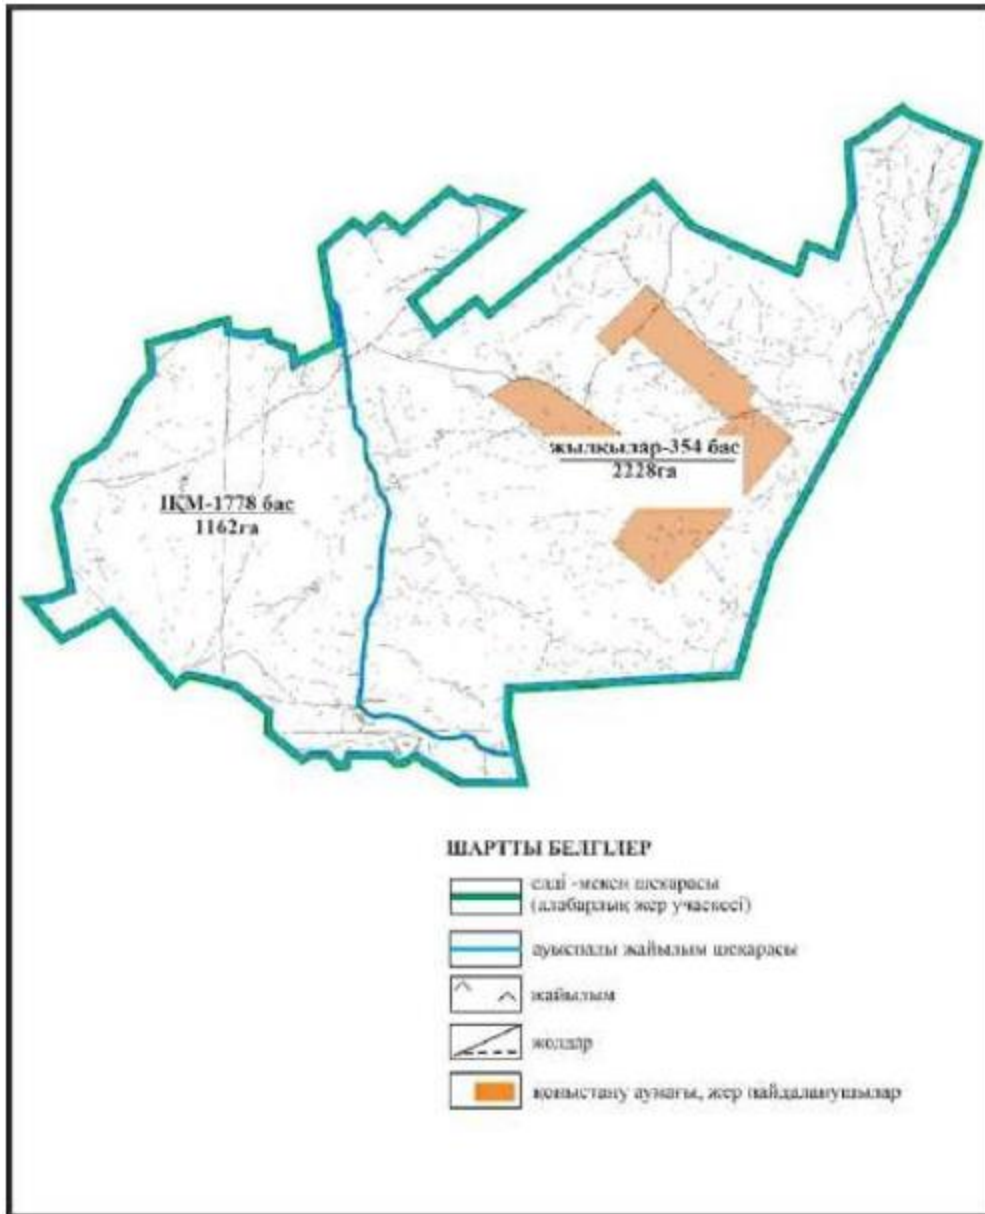 жылқылар-354 бас
2228га
ІҚМ-1778 бас
1162га
ШАРТТЫ БЕЛГІЛЕР
елді -мекен шекарасы
(алабарлық жер учаскесі)
ауыспалы жайылым шекарасы
жайылым
жолдар
қоныстану аумағы, жер пайдаланушылар